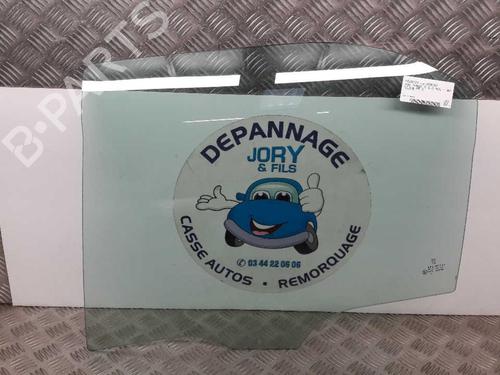 B-PARTS
DEPANNAGE
JORY
& FILS
03 44 22 06 06
CASSE AUTOS • REMORQUAGE